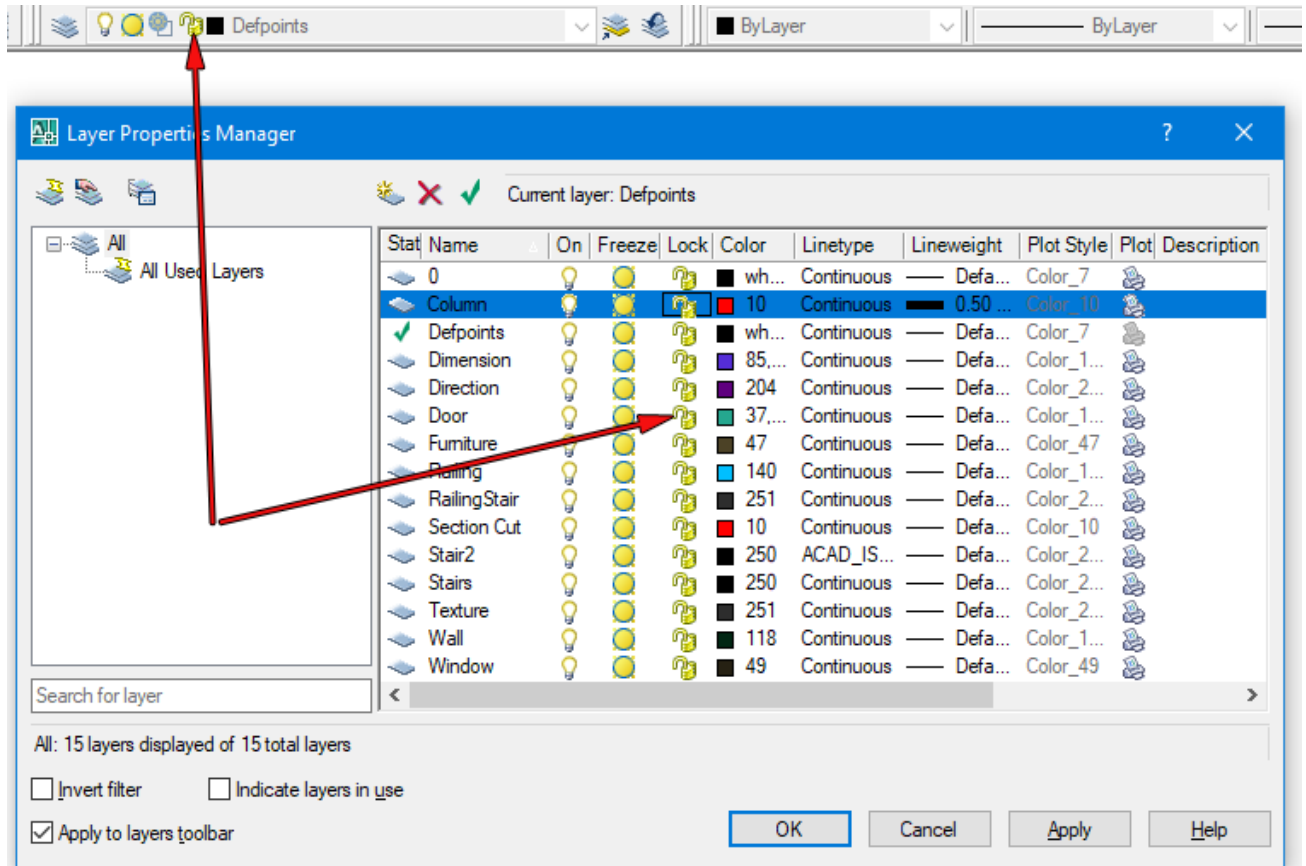 Defpoints ByLayer ByLayer
Layer Properties Manager ?
Current layer: Defpoints
All
All Used Layers
Stat Name On Freeze Lock Color Linetype Lineweight Plot Style Plot Description
0 wh... Continuous Defa... Color_7
Column 10 Continuous 0.50 ... Color_10
Defpoints wh... Continuous Defa... Color_7
Dimension 85,... Continuous Defa... Color_1...
Direction 204 Continuous Defa... Color_2...
Door 37,... Continuous Defa... Color_1...
Furniture 47 Continuous Defa... Color_47
Railing 140 Continuous Defa... Color_1...
RailingStair 251 Continuous Defa... Color_2...
Section Cut 10 Continuous Defa... Color_10
Stair2 250 ACAD_IS... Defa... Color_2...
Stairs 250 Continuous Defa... Color_2...
Texture 251 Continuous Defa... Color_2...
Wall 118 Continuous Defa... Color_1...
Window 49 Continuous Defa... Color_49
Search for layer
All: 15 layers displayed of 15 total layers
Invert filter Indicate layers in use
Apply to layers toolbar
OK Cancel Apply Help